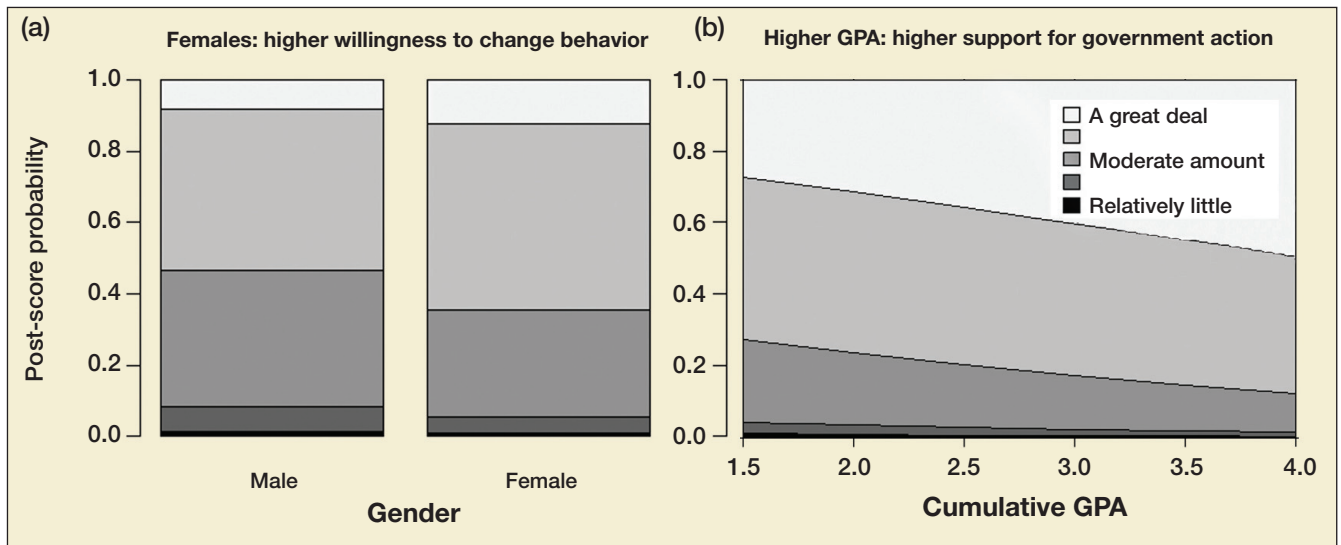 (a)
Females: higher willingness to change behavior
Post-score probability
1.0
0.8
0.6
0.4
0.2
0.0
Male
Female
Gender
(b)
Higher GPA: higher support for government action
1.0
0.8
0.6
0.4
0.2
0.0
A great deal
Moderate amount
Relatively little
1.5 2.0 2.5 3.0 3.5 4.0
Cumulative GPA